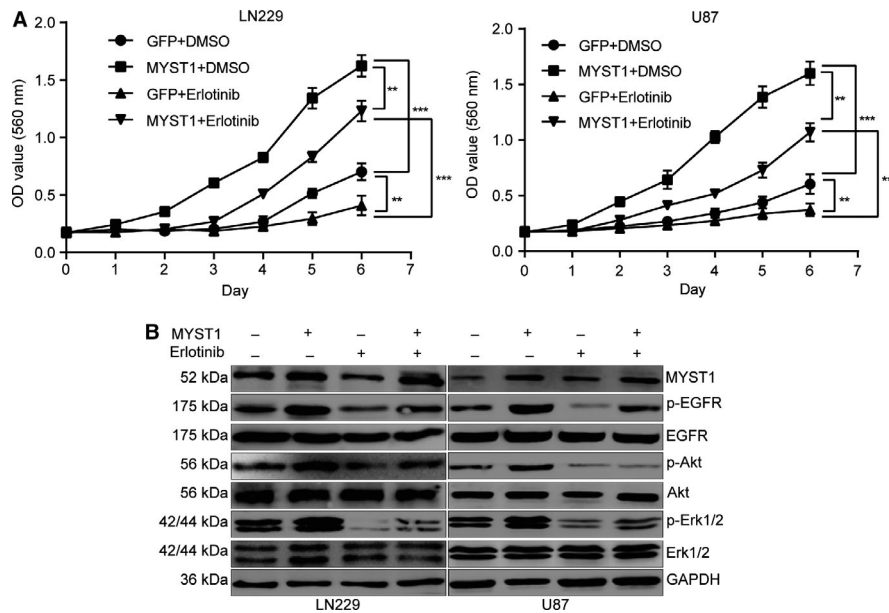 A
LN229
GFP+DMSO
MYST1+DMSO
GFP+Erlotinib
MYST1+Erlotinib
OD value (560 nm)
2.0
1.5
1.0
0.5
0.0
0 1 2 3 4 5 6 7
Day
**
***
**
***
U87
GFP+DMSO
MYST1+DMSO
GFP+Erlotinib
MYST1+Erlotinib
OD value (560 nm)
2.0
1.5
1.0
0.5
0.0
0 1 2 3 4 5 6 7
Day
**
***
**
**
B
MYST1 – + – + – + – +
Erlotinib – – + + – – + +
52 kDa MYST1
175 kDa p-EGFR
175 kDa EGFR
56 kDa p-Akt
56 kDa Akt
42/44 kDa p-Erk1/2
42/44 kDa Erk1/2
36 kDa GAPDH
LN229 U87